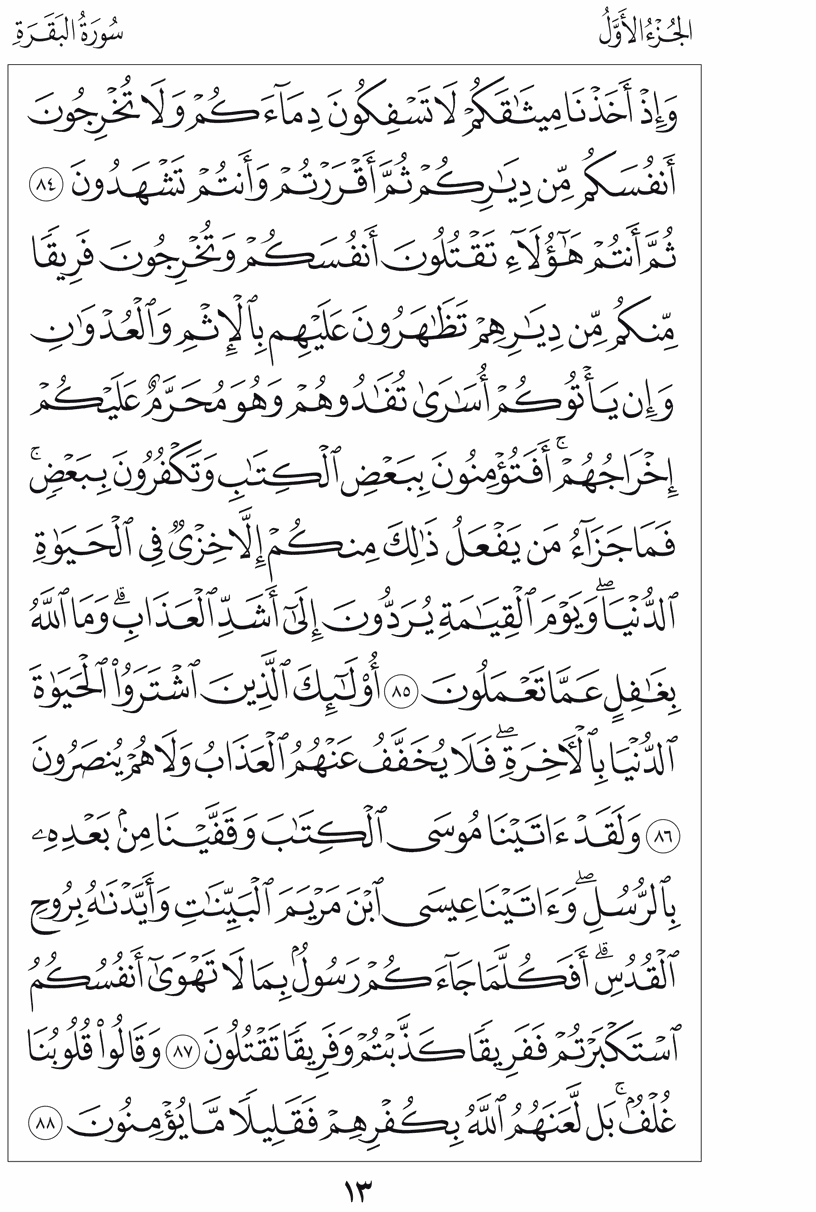 الجُزْءُ الأَوَّلُ
سُورَةُ البَقَرَةِ
وَإِذْ أَخَذْنَا مِيثَٰقَكُمْ لَا تَسْفِكُونَ دِمَآءَكُمْ وَلَا تُخْرِجُونَ
أَنفُسَكُم مِّن دِيَٰرِكُمْ ثُمَّ أَقْرَرْتُمْ وَأَنتُمْ تَشْهَدُونَ ٨٤
ثُمَّ أَنتُمْ هَٰٓؤُلَآءِ تَقْتُلُونَ أَنفُسَكُمْ وَتُخْرِجُونَ فَرِيقًا
مِّنكُم مِّن دِيَٰرِهِمْ تَظَٰهَرُونَ عَلَيْهِم بِٱلْإِثْمِ وَٱلْعُدْوَٰنِ
وَإِن يَأْتُوكُمْ أُسَٰرَىٰ تُفَٰدُوهُمْ وَهُوَ مُحَرَّمٌ عَلَيْكُمْ
إِخْرَاجُهُمْ ۚ أَفَتُؤْمِنُونَ بِبَعْضِ ٱلْكِتَٰبِ وَتَكْفُرُونَ بِبَعْضٍ ۚ
فَمَا جَزَآءُ مَن يَفْعَلُ ذَٰلِكَ مِنكُمْ إِلَّا خِزْىٌ فِى ٱلْحَيَوٰةِ
ٱلدُّنْيَا ۖ وَيَوْمَ ٱلْقِيَٰمَةِ يُرَدُّونَ إِلَىٰٓ أَشَدِّ ٱلْعَذَابِ ۗ وَمَا ٱللَّهُ
بِغَٰفِلٍ عَمَّا تَعْمَلُونَ ٨٥ أُو۟لَٰٓئِكَ ٱلَّذِينَ ٱشْتَرَوُا۟ ٱلْحَيَوٰةَ
ٱلدُّنْيَا بِٱلْءَاخِرَةِ ۖ فَلَا يُخَفَّفُ عَنْهُمُ ٱلْعَذَابُ وَلَا هُمْ يُنصَرُونَ
٨٦ وَلَقَدْ ءَاتَيْنَا مُوسَى ٱلْكِتَٰبَ وَقَفَّيْنَا مِنۢ بَعْدِهِۦ
بِٱلرُّسُلِ ۖ وَءَاتَيْنَا عِيسَى ٱبْنَ مَرْيَمَ ٱلْبَيِّنَٰتِ وَأَيَّدْنَٰهُ بِرُوحِ
ٱلْقُدُسِ ۗ أَفَكُلَّمَا جَآءَكُمْ رَسُولٌۢ بِمَا لَا تَهْوَىٰٓ أَنفُسُكُمُ
ٱسْتَكْبَرْتُمْ فَفَرِيقًا كَذَّبْتُمْ وَفَرِيقًا تَقْتُلُونَ ٨٧ وَقَالُوا۟ قُلُوبُنَا
غُلْفٌۢ ۚ بَل لَّعَنَهُمُ ٱللَّهُ بِكُفْرِهِمْ فَقَلِيلًا مَّا يُؤْمِنُونَ ٨٨
١٣